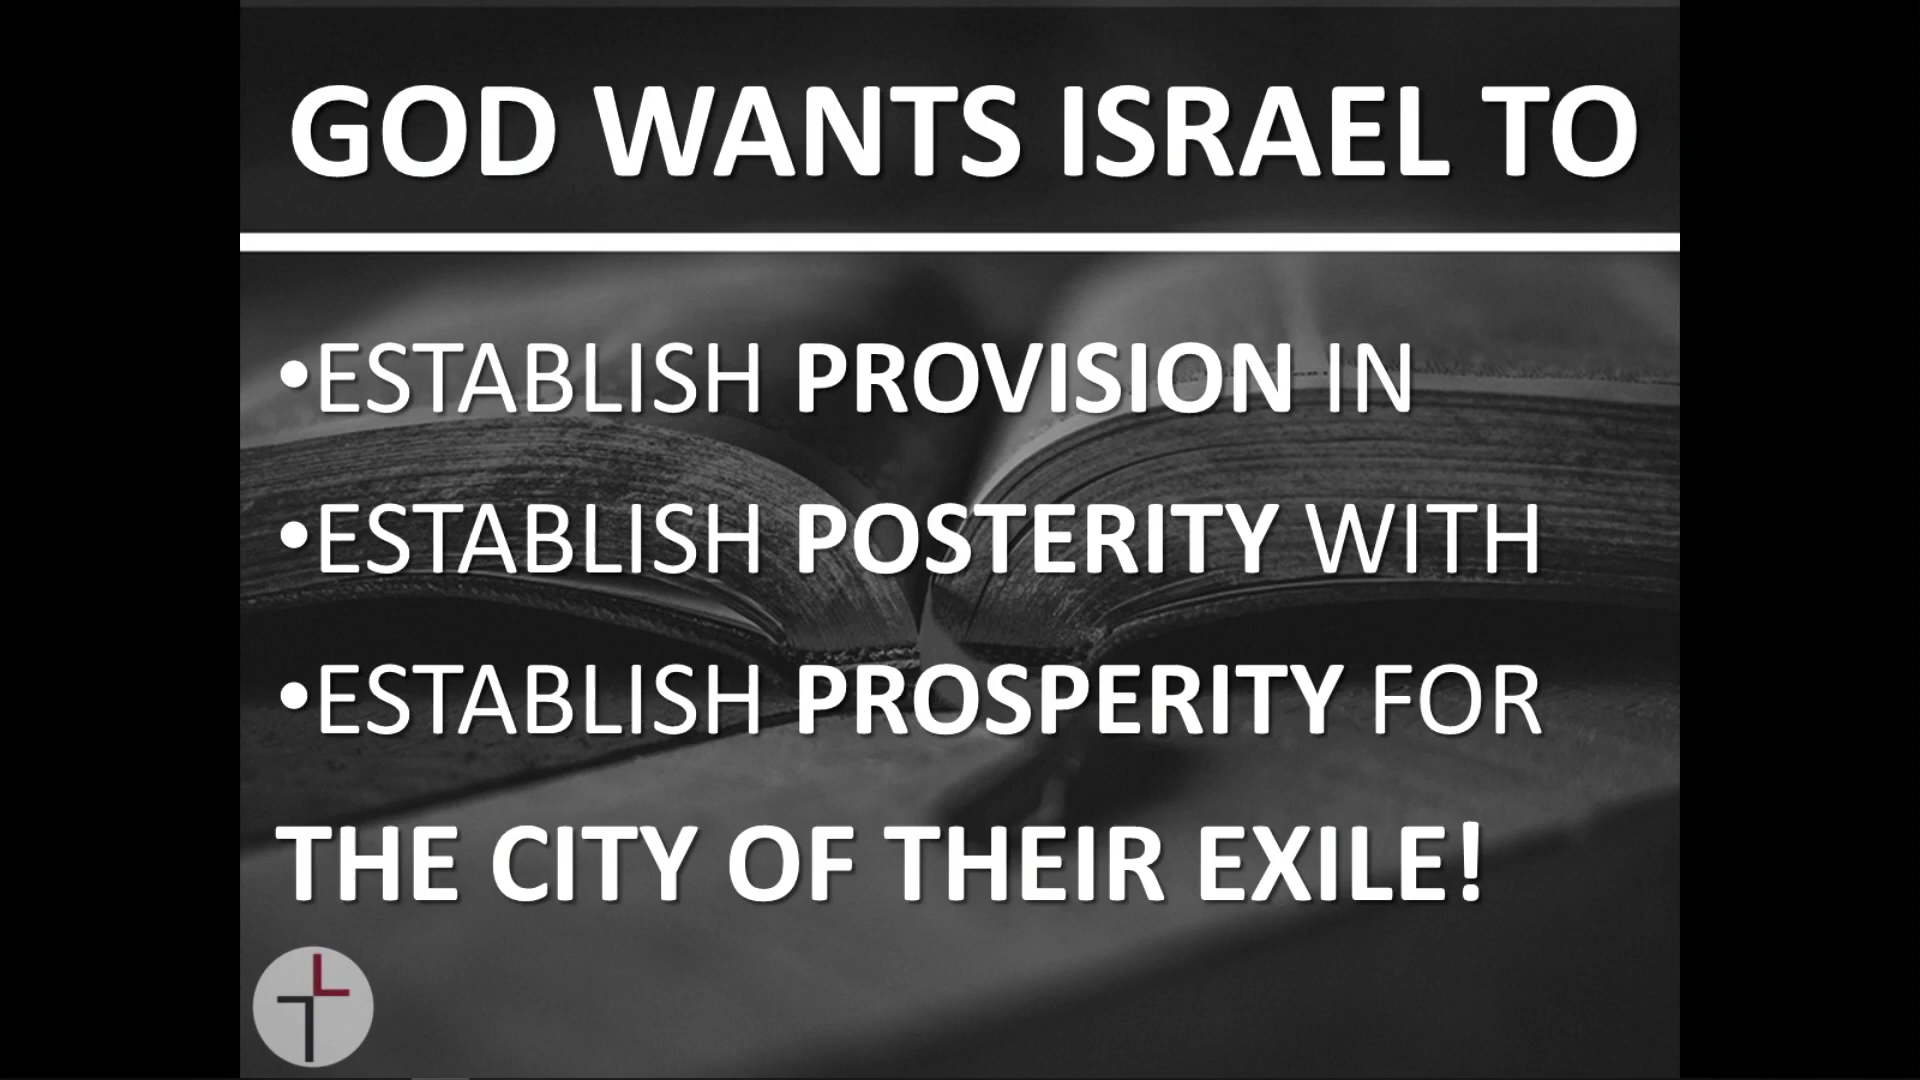 GOD WANTS ISRAEL TO
•ESTABLISH PROVISION IN
•ESTABLISH POSTERITY WITH
•ESTABLISH PROSPERITY FOR
THE CITY OF THEIR EXILE!